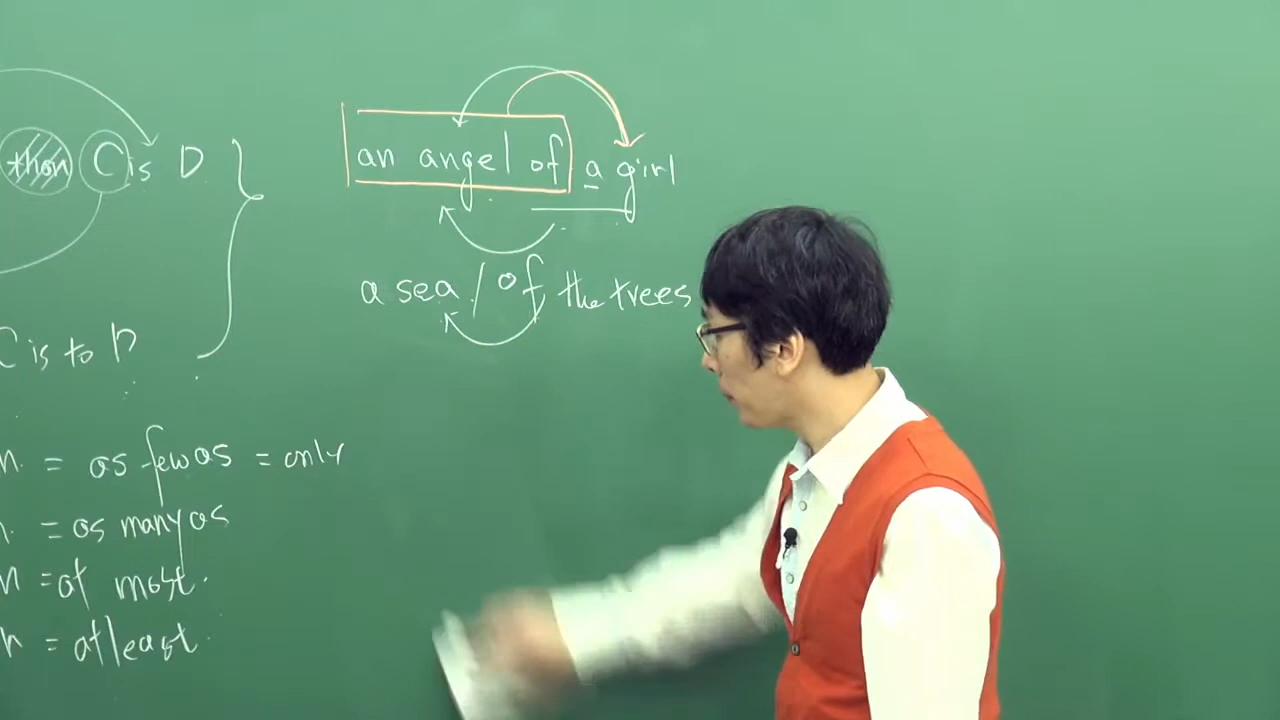 than C is D
an angel of a girl
a sea / of the trees
C is to D
= as few as = only
= as many as
= at most.
= at least